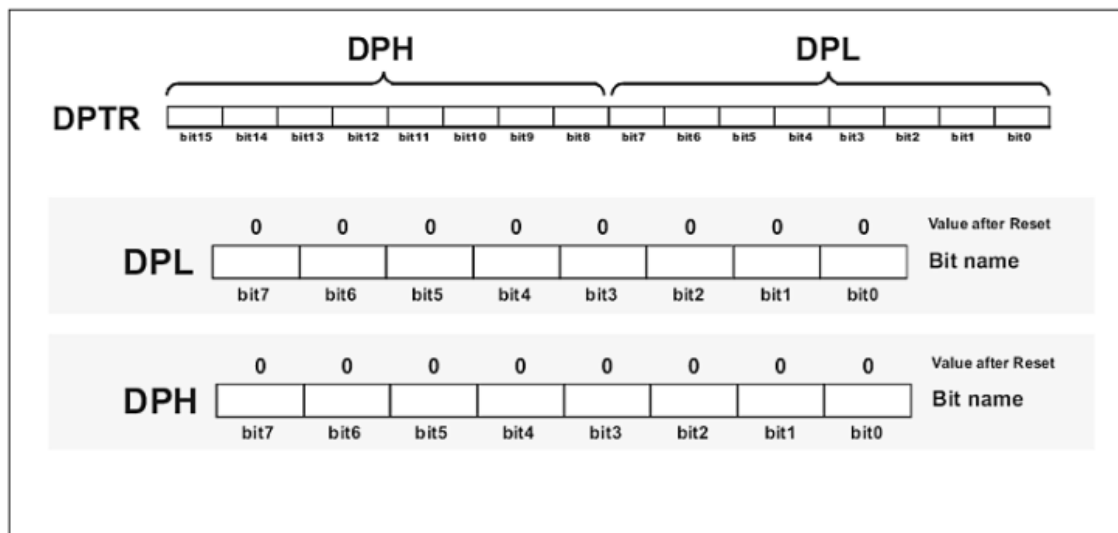 DPH DPL
DPTR
bit15 bit14 bit13 bit12 bit11 bit10 bit9 bit8 bit7 bit6 bit5 bit4 bit3 bit2 bit1 bit0
0 0 0 0 0 0 0 0 Value after Reset
DPL Bit name
bit7 bit6 bit5 bit4 bit3 bit2 bit1 bit0
0 0 0 0 0 0 0 0 Value after Reset
DPH Bit name
bit7 bit6 bit5 bit4 bit3 bit2 bit1 bit0